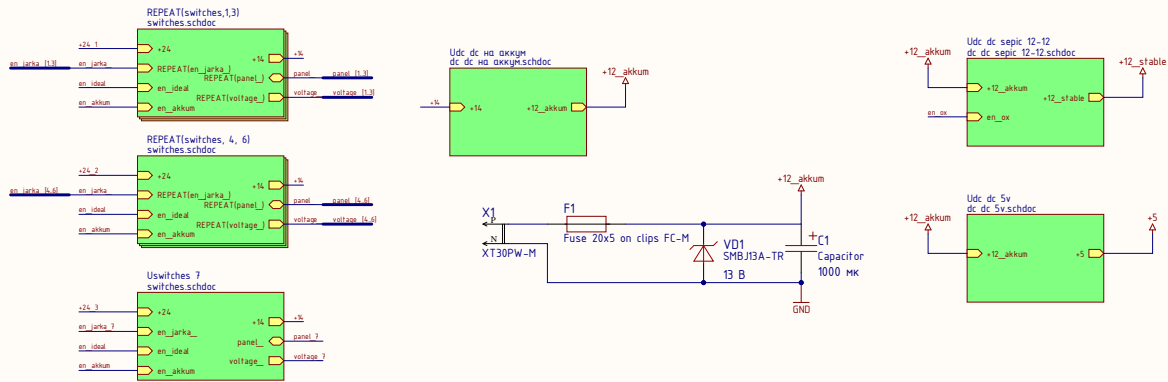 REPEAT(switches,1,3)
switches.schdoc
+24_1
+24
en_jarka [1,3]
en_jarka_
REPEAT(en_jarka_)
en_ideal
en_ideal
en_akkum
en_akkum
+14
+14
REPEAT(panel_)
panel
panel [1,3]
REPEAT(voltage_)
voltage
voltage [1,3]
REPEAT(switches, 4, 6)
switches.schdoc
+24_2
+24
en_jarka [4,6]
en_jarka
REPEAT(en_jarka_)
en_ideal
en_ideal
en_akkum
en_akkum
+14
+14
REPEAT(panel_)
panel
panel [4,6]
REPEAT(voltage_)
voltage
voltage [4,6]
Uswitches 7
switches.schdoc
+24_3
+24
en_jarka_7
en_jarka_
en_ideal
en_ideal
en_akkum
en_akkum
+14
+14
panel_
panel_7
voltage_
voltage_7
Udc dc на аккум
dc dc на аккум.schdoc
+14
+14
+12_akkum
+12_akkum
X1
P
N
XT30PW-M
F1
Fuse 20x5 on clips FC-M
VD1
SMBJ13A-TR
13 В
+12_akkum
+
C1
Capacitor
1000 мк
GND
Udc dc sepic 12-12
dc dc sepic 12-12.schdoc
+12_akkum
+12_akkum
en_ox
en_ox
+12_stable
+12_stable
Udc dc 5v
dc dc 5v.schdoc
+12_akkum
+12_akkum
+5
+5